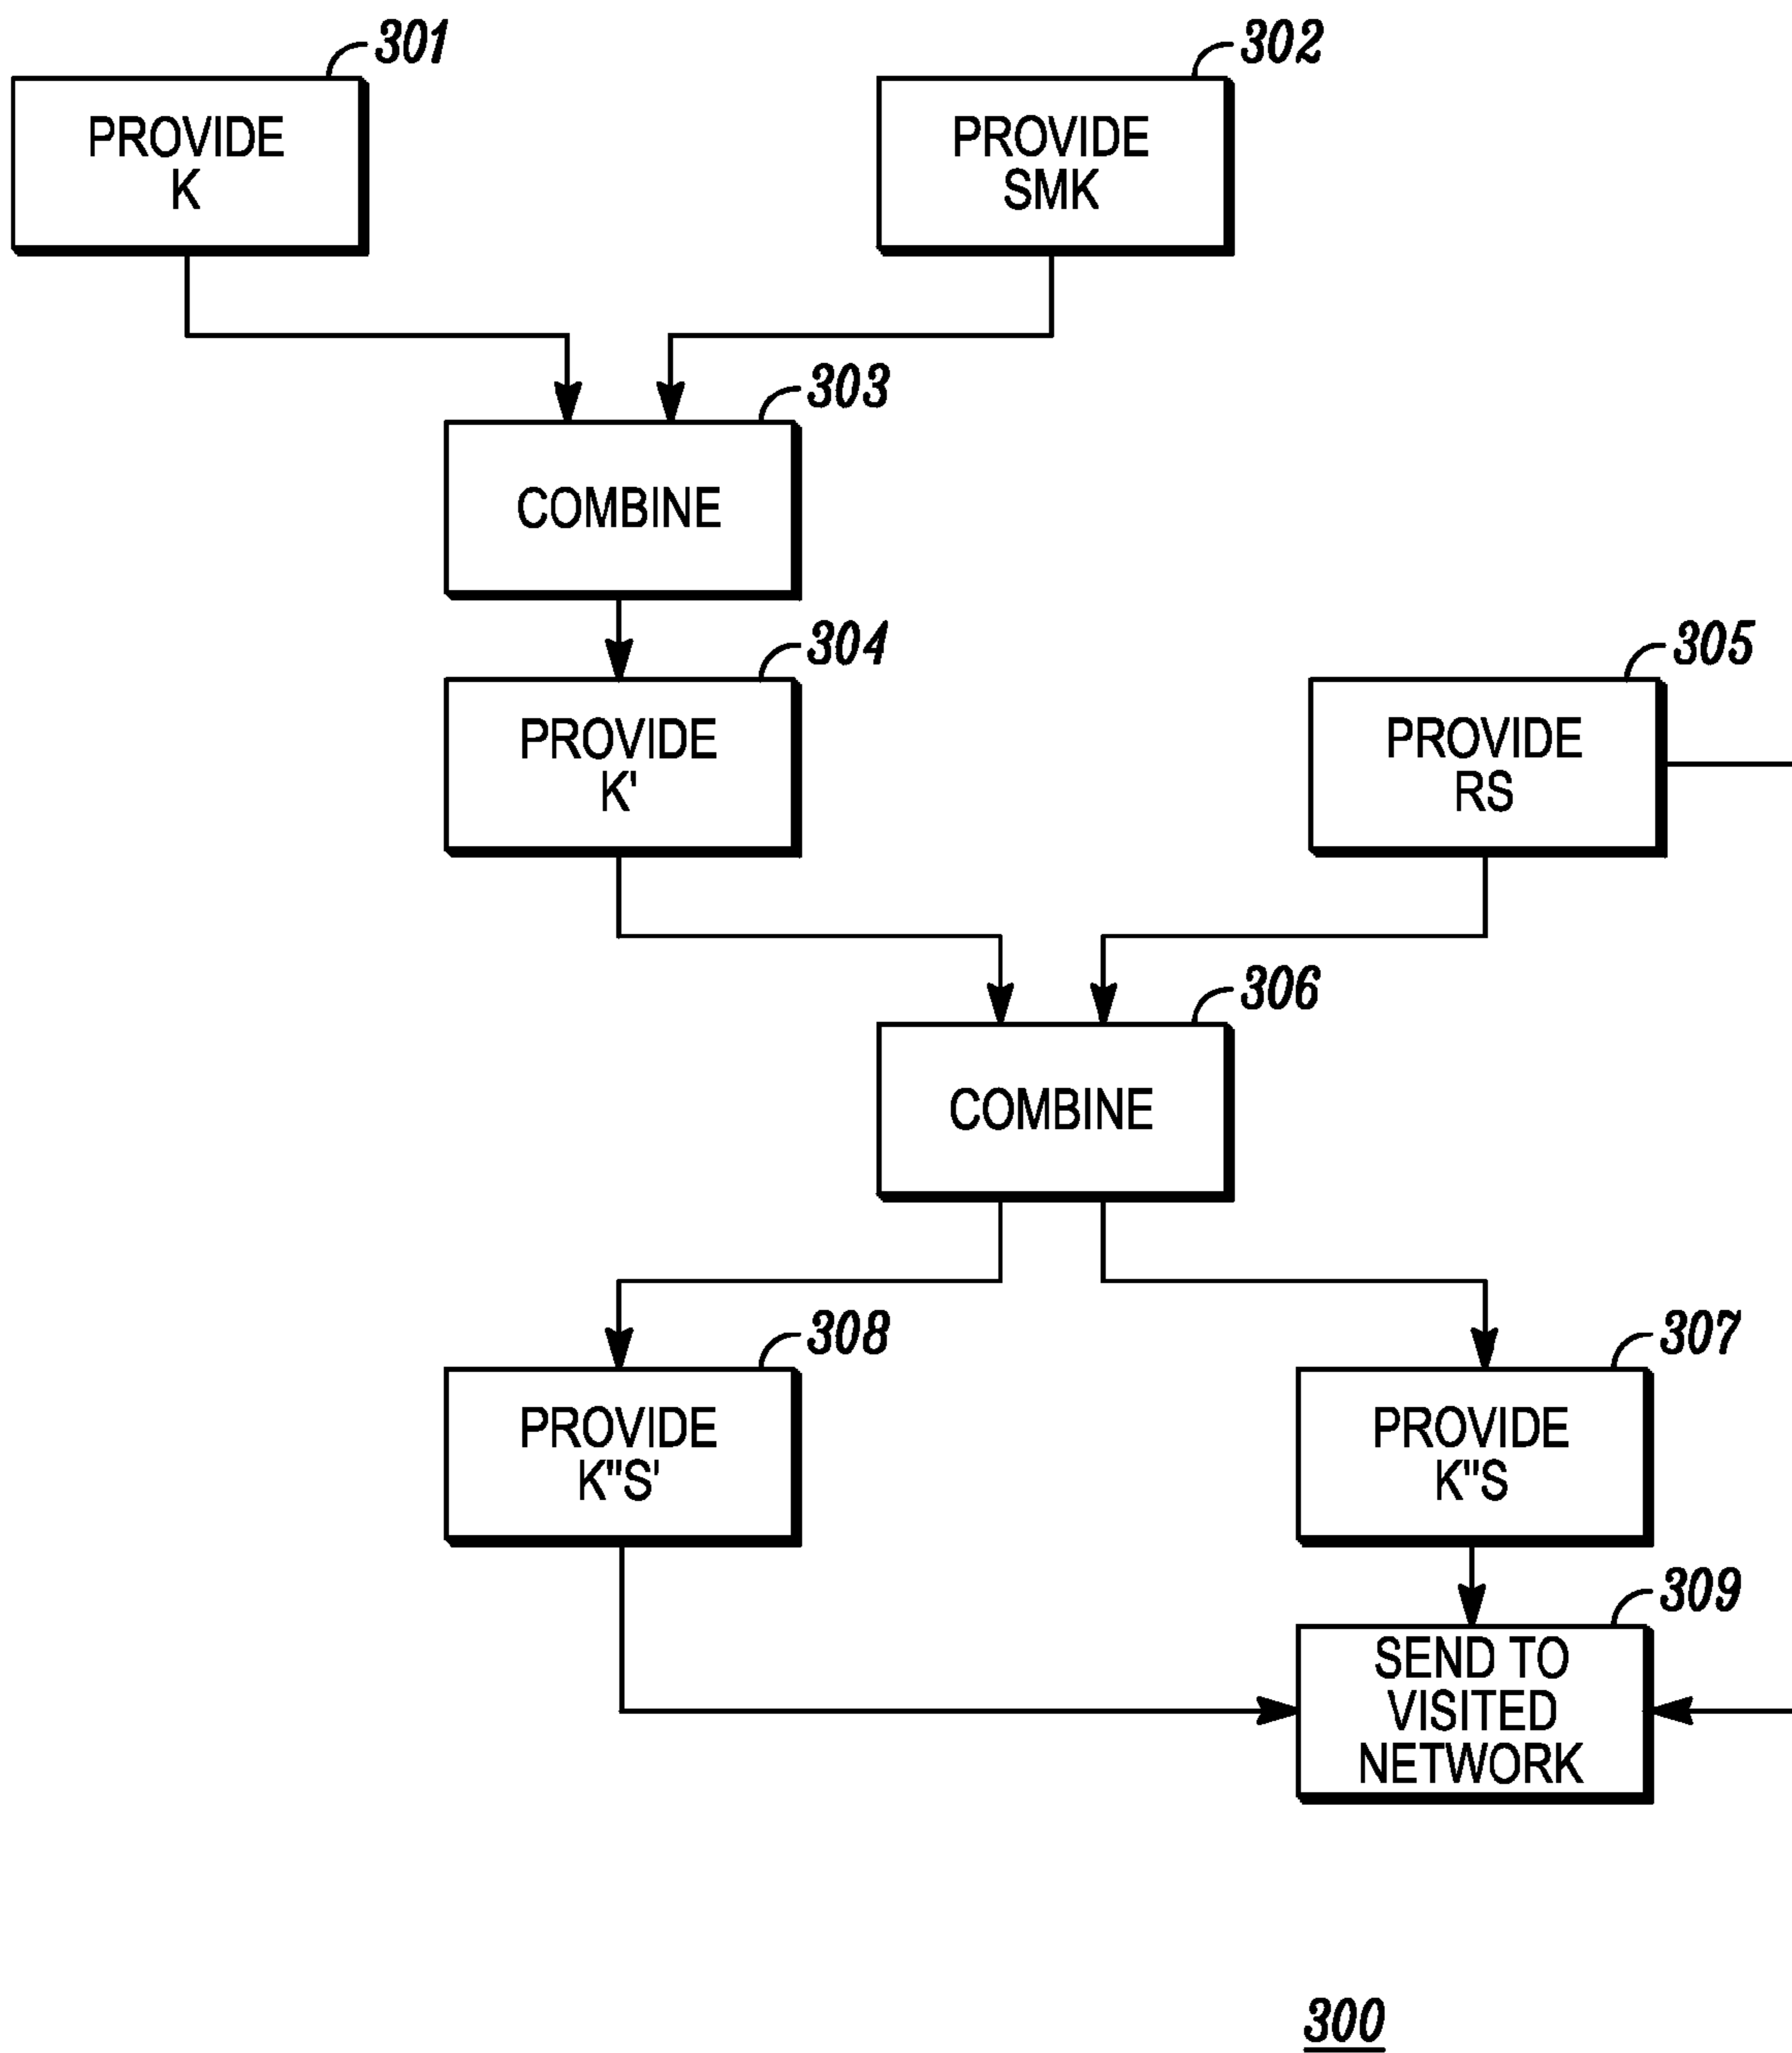 301
PROVIDE
K
302
PROVIDE
SMK
303
COMBINE
304
PROVIDE
K'
305
PROVIDE
RS
306
COMBINE
308
PROVIDE
K"S'
307
PROVIDE
K"S
309
SEND TO
VISITED
NETWORK
300